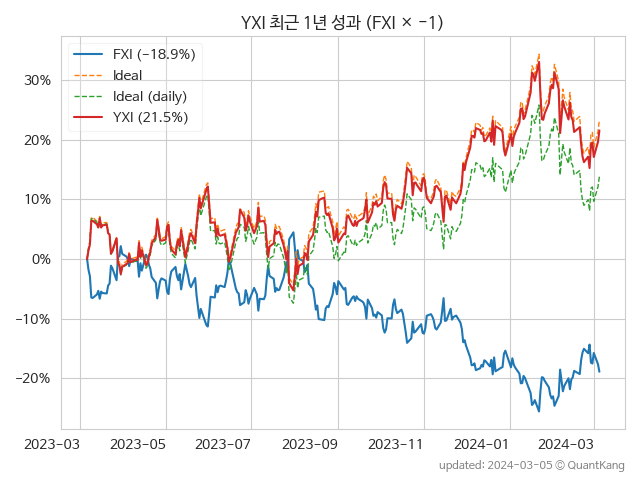 YXI 최근 1년 성과 (FXI × -1)
FXI (-18.9%)
Ideal
Ideal (daily)
YXI (21.5%)
30%
20%
10%
0%
-10%
-20%
2023-03 2023-05 2023-07 2023-09 2023-11 2024-01 2024-03
updated: 2024-03-05 © QuantKang